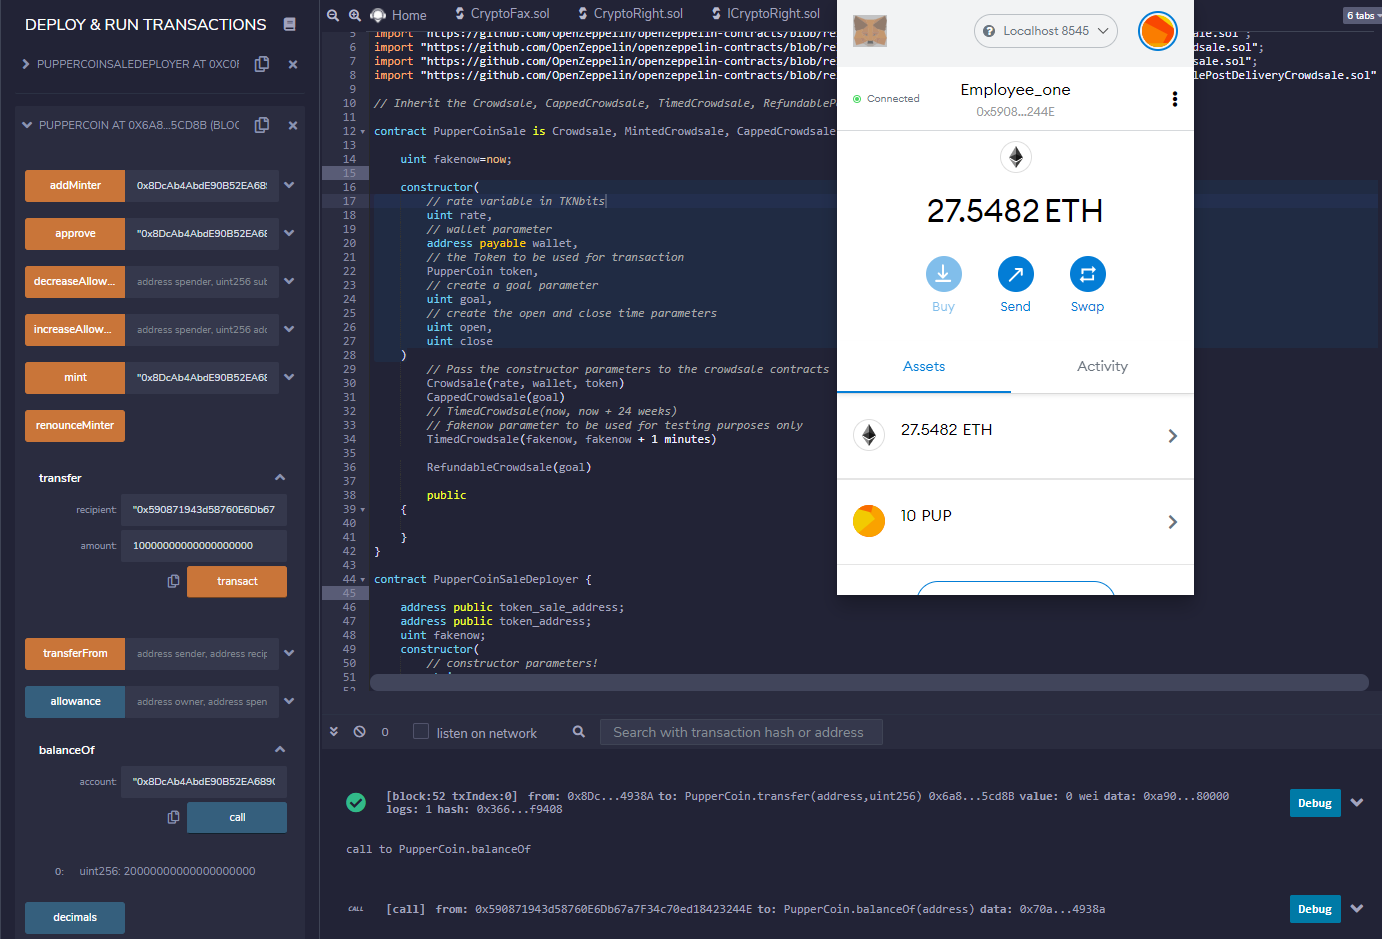 DEPLOY & RUN TRANSACTIONS
PUPPERCOINSALEDEPLOYER AT 0XC0F
PUPPERCOIN AT 0X6A8...5CD8B (BLOC
addMinter 0x8DcAb4AbdE90B52EA68
approve "0x8DcAb4AbdE90B52EA68
decreaseAllow... address spender, uint256 sub
increaseAllow... address spender, uint256 adc
mint "0x8DcAb4AbdE90B52EA68
renounceMinter
transfer
recipient: "0x590871943d58760E6Db67
amount: 10000000000000000000
transact
transferFrom address sender, address recip
allowance address owner, address spen
balanceOf
account: "0x8DcAb4AbdE90B52EA689C
call
0: uint256: 20000000000000000000
decimals
Home CryptoFax.sol CryptoRight.sol ICryptoRight.sol
6 tabs
5 import "https://github.com/OpenZeppelin/openzeppelin-contracts/blob/re sale.sol";
6 import "https://github.com/OpenZeppelin/openzeppelin-contracts/blob/re dsale.sol";
7 import "https://github.com/OpenZeppelin/openzeppelin-contracts/blob/re sale.sol";
8 import "https://github.com/OpenZeppelin/openzeppelin-contracts/blob/re lePostDeliveryCrowdsale.sol"
9
10 // Inherit the Crowdsale, CappedCrowdsale, TimedCrowdsale, RefundablePo
11
12 contract PupperCoinSale is Crowdsale, MintedCrowdsale, CappedCrowdsale
13
14 uint fakenow=now;
15
16 constructor(
17 // rate variable in TKNbits
18 uint rate,
19 // wallet parameter
20 address payable wallet,
21 // the Token to be used for transaction
22 PupperCoin token,
23 // create a goal parameter
24 uint goal,
25 // create the open and close time parameters
26 uint open,
27 uint close
28 )
29 // Pass the constructor parameters to the crowdsale contracts
30 Crowdsale(rate, wallet, token)
31 CappedCrowdsale(goal)
32 // TimedCrowdsale(now, now + 24 weeks)
33 // fakenow parameter to be used for testing purposes only
34 TimedCrowdsale(fakenow, fakenow + 1 minutes)
35
36 RefundableCrowdsale(goal)
37
38 public
39 {
40
41 }
42 }
43
44 contract PupperCoinSaleDeployer {
45
46 address public token_sale_address;
47 address public token_address;
48 uint fakenow;
49 constructor(
50 // constructor parameters!
51
52
Localhost 8545
Connected
Employee_one
0x5908...244E
27.5482 ETH
Buy Send Swap
Assets Activity
27.5482 ETH
10 PUP
0 listen on network Search with transaction hash or address
[block:52 txIndex:0] from: 0x8Dc...4938A to: PupperCoin.transfer(address,uint256) 0x6a8...5cd8B value: 0 wei data: 0xa90...80000
logs: 1 hash: 0x366...f9408
Debug
call to PupperCoin.balanceOf
CALL [call] from: 0x590871943d58760E6Db67a7F34c70ed18423244E to: PupperCoin.balanceOf(address) data: 0x70a...4938a
Debug